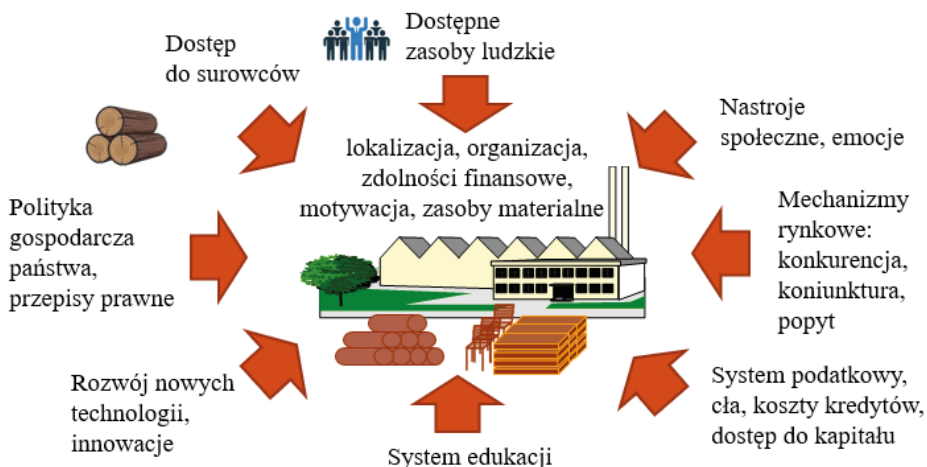 Dostępne
zasoby ludzkie
Dostęp
do surowców
Nastroje
społeczne, emocje
lokalizacja, organizacja,
zdolności finansowe,
motywacja, zasoby materialne
Polityka
gospodarcza
państwa,
przepisy prawne
Mechanizmy
rynkowe:
konkurencja,
koniunktura,
popyt
Rozwój nowych
technologii,
innowacje
System podatkowy,
cła, koszty kredytów,
dostęp do kapitału
System edukacji